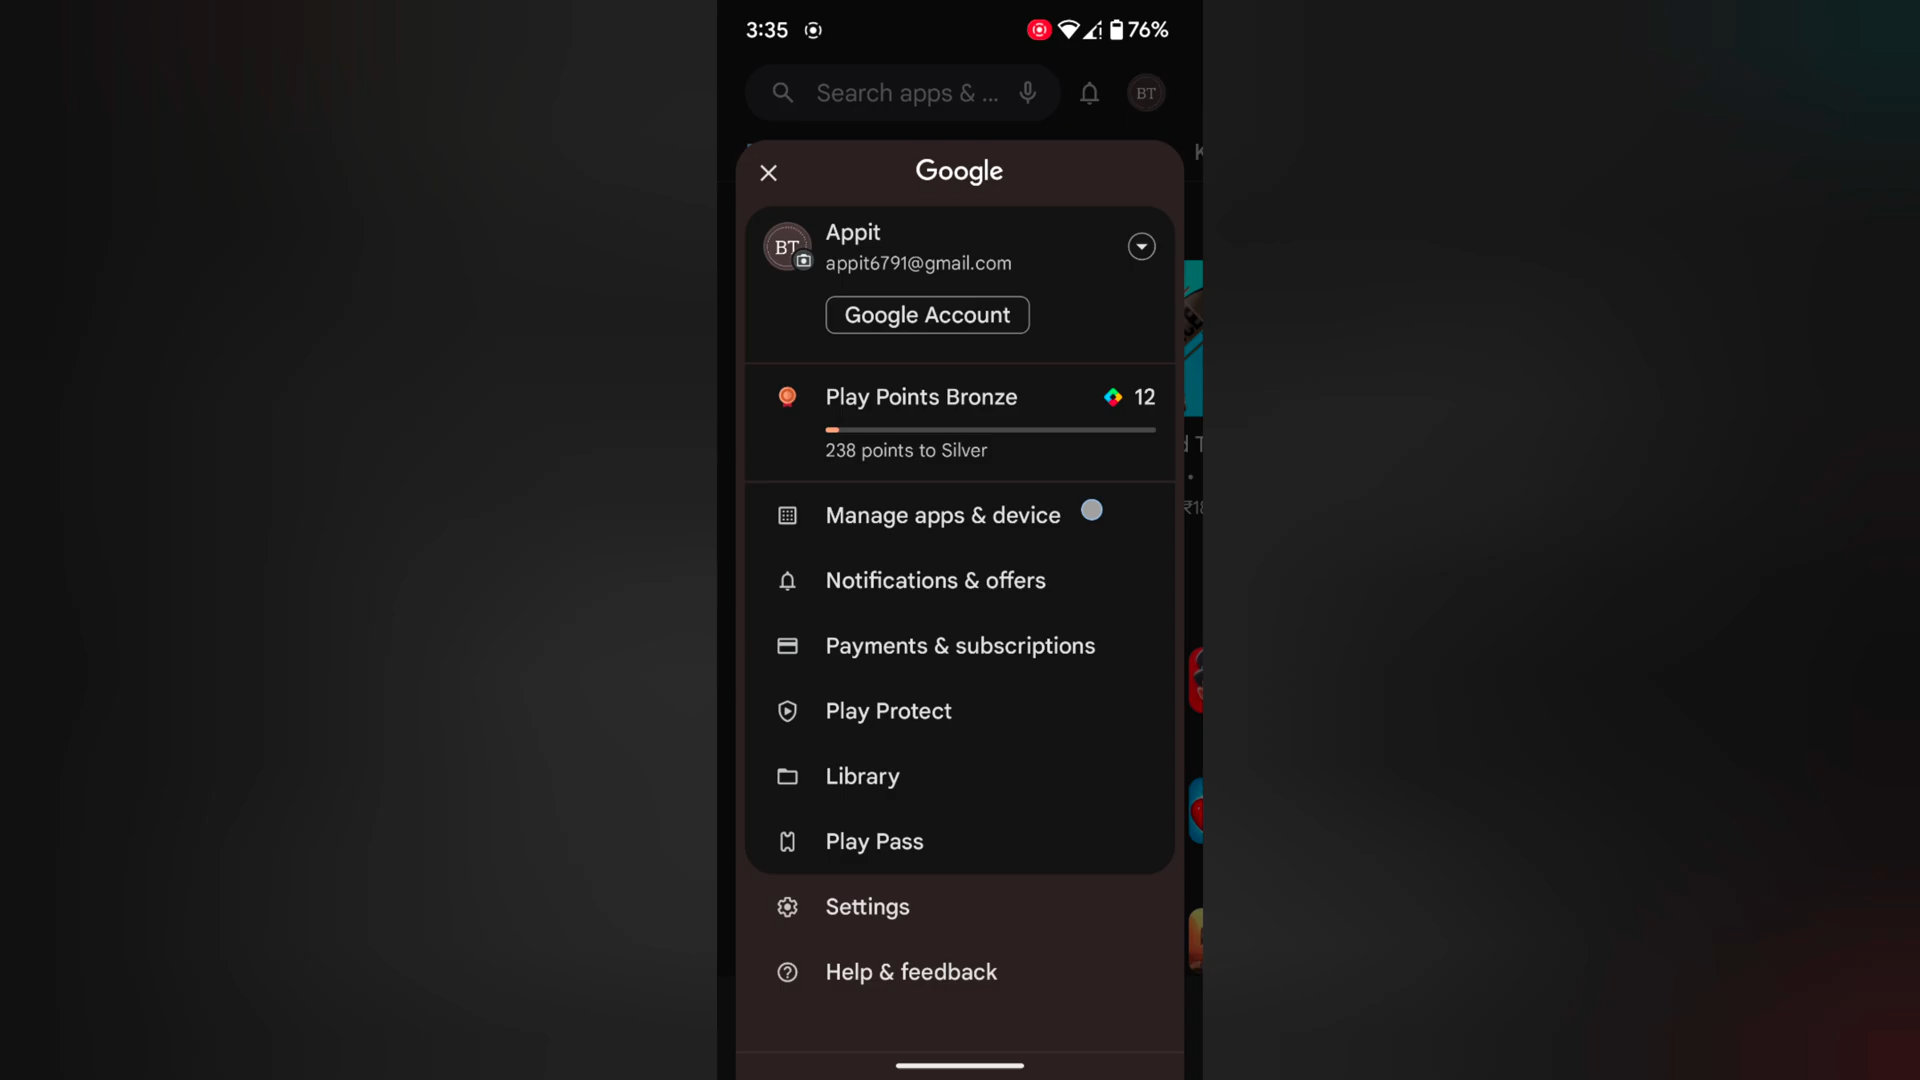 3:35
76%
Search apps & ...
BT
Google
BT
Appit
appit6791@gmail.com
Google Account
Play Points Bronze
12
238 points to Silver
Manage apps & device
Notifications & offers
Payments & subscriptions
Play Protect
Library
Play Pass
Settings
Help & feedback